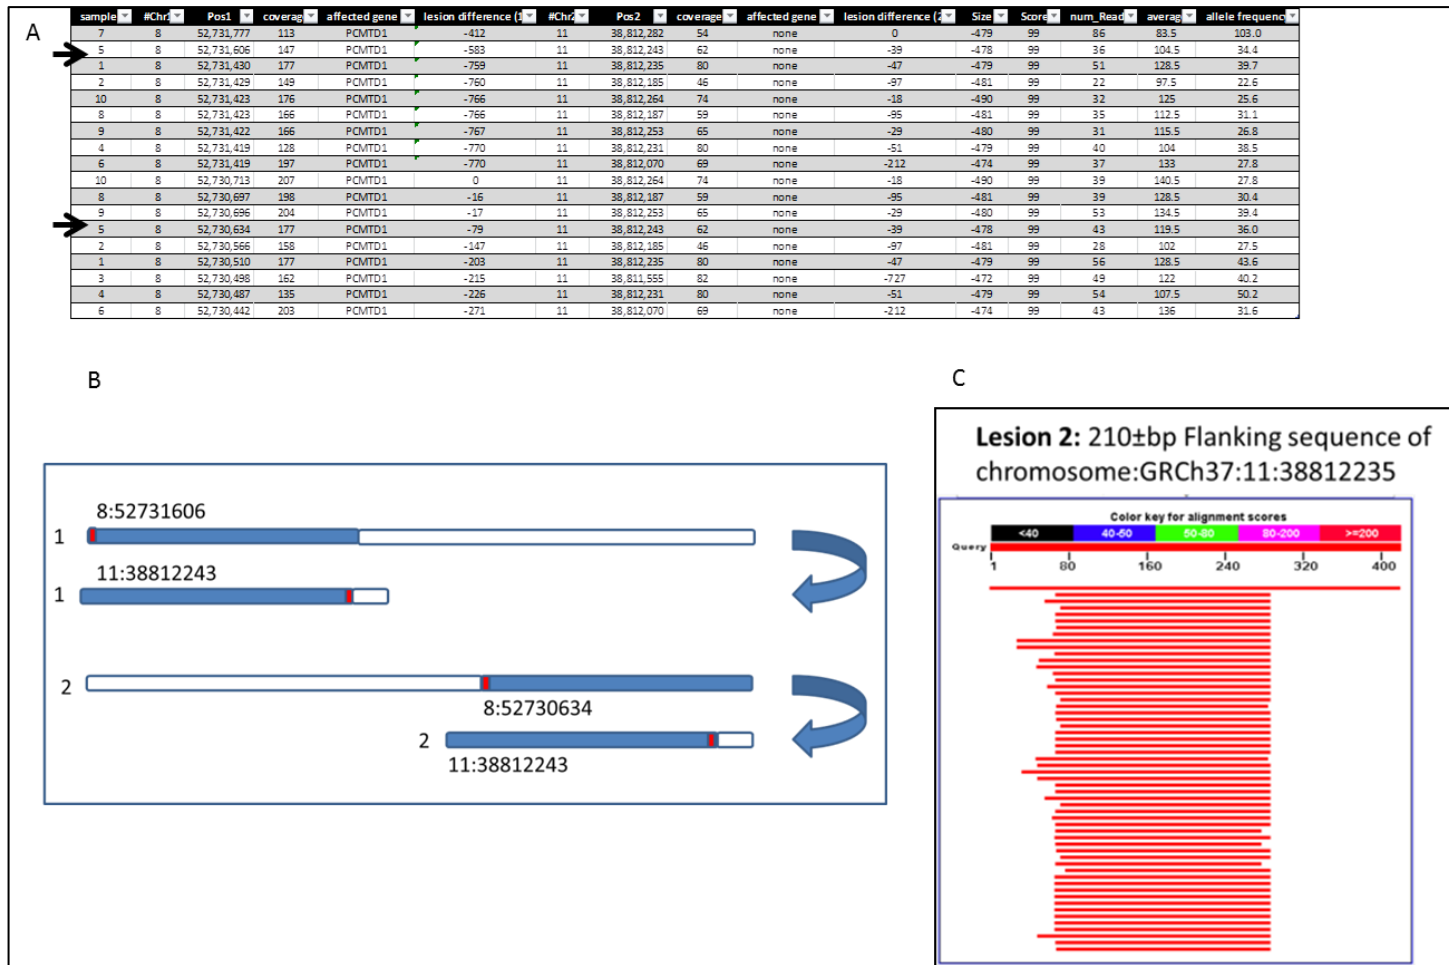 A
sample #Chr1 Pos1 coverag affected gene lesion difference (1 #Chr2 Pos2 coverage affected gene lesion difference (2 Size Score num_Read averag allele frequency
7 8 52,731,777 113 PCMTD1 -412 11 38,812,282 54 none 0 -479 99 86 83.5 103.0
5 8 52,731,606 147 PCMTD1 -583 11 38,812,243 62 none -39 -478 99 36 104.5 34.4
1 8 52,731,430 177 PCMTD1 -759 11 38,812,235 80 none -47 -479 99 51 128.5 39.7
2 8 52,731,429 149 PCMTD1 -760 11 38,812,185 46 none -97 -481 99 22 97.5 22.6
10 8 52,731,423 176 PCMTD1 -766 11 38,812,264 74 none -18 -490 99 32 125 25.6
8 8 52,731,423 166 PCMTD1 -766 11 38,812,187 59 none -95 -481 99 35 112.5 31.1
9 8 52,731,422 166 PCMTD1 -767 11 38,812,253 65 none -29 -480 99 31 115.5 26.8
4 8 52,731,419 128 PCMTD1 -770 11 38,812,231 80 none -51 -479 99 40 104 38.5
6 8 52,731,419 197 PCMTD1 -770 11 38,812,070 69 none -212 -474 99 37 133 27.8
10 8 52,730,713 207 PCMTD1 0 11 38,812,264 74 none -18 -490 99 39 140.5 27.8
8 8 52,730,697 198 PCMTD1 -16 11 38,812,187 59 none -95 -481 99 39 128.5 30.4
9 8 52,730,696 204 PCMTD1 -17 11 38,812,253 65 none -29 -480 99 53 134.5 39.4
5 8 52,730,634 177 PCMTD1 -79 11 38,812,243 62 none -39 -478 99 43 119.5 36.0
2 8 52,730,566 158 PCMTD1 -147 11 38,812,185 46 none -97 -481 99 28 102 27.5
1 8 52,730,510 177 PCMTD1 -203 11 38,812,235 80 none -47 -479 99 56 128.5 43.6
3 8 52,730,498 162 PCMTD1 -215 11 38,811,555 82 none -727 -472 99 49 122 40.2
4 8 52,730,487 135 PCMTD1 -226 11 38,812,231 80 none -51 -479 99 54 107.5 50.2
6 8 52,730,442 203 PCMTD1 -271 11 38,812,070 69 none -212 -474 99 43 136 31.6
B
8:52731606
1
11:38812243
1
2
8:52730634
2
11:38812243
C
Lesion 2: 210±bp Flanking sequence of
chromosome:GRCh37:11:38812235
Color key for alignment scores
<40 40-50 50-80 80-200 >=200
Query
1 80 160 240 320 400